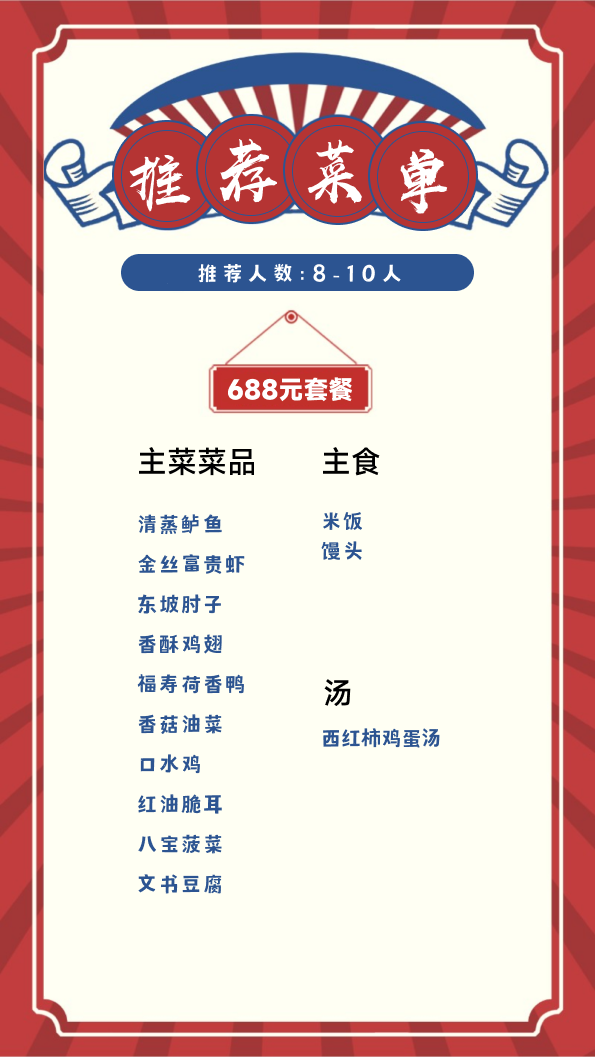 推荐菜单
推荐人数:8-10人
688元套餐
主菜菜品
清蒸鲈鱼
金丝富贵虾
东坡肘子
香酥鸡翅
福寿荷香鸭
香菇油菜
口水鸡
红油脆耳
八宝菠菜
文书豆腐
主食
米饭
馒头
汤
西红柿鸡蛋汤